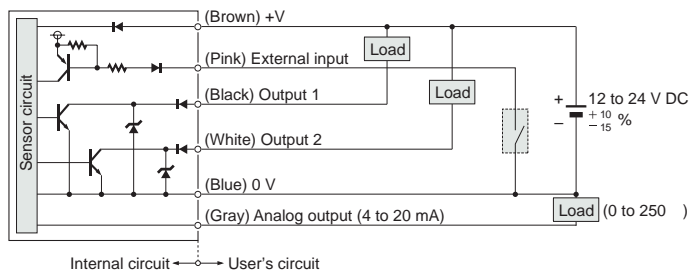 (Brown) +V
Load
(Pink) External input
(Black) Output 1
Load
Sensor circuit
+
−
12 to 24 V DC
+ 10
− 15 %
(White) Output 2
(Blue) 0 V
(Gray) Analog output (4 to 20 mA)
Load (0 to 250 )
Internal circuit
User's circuit